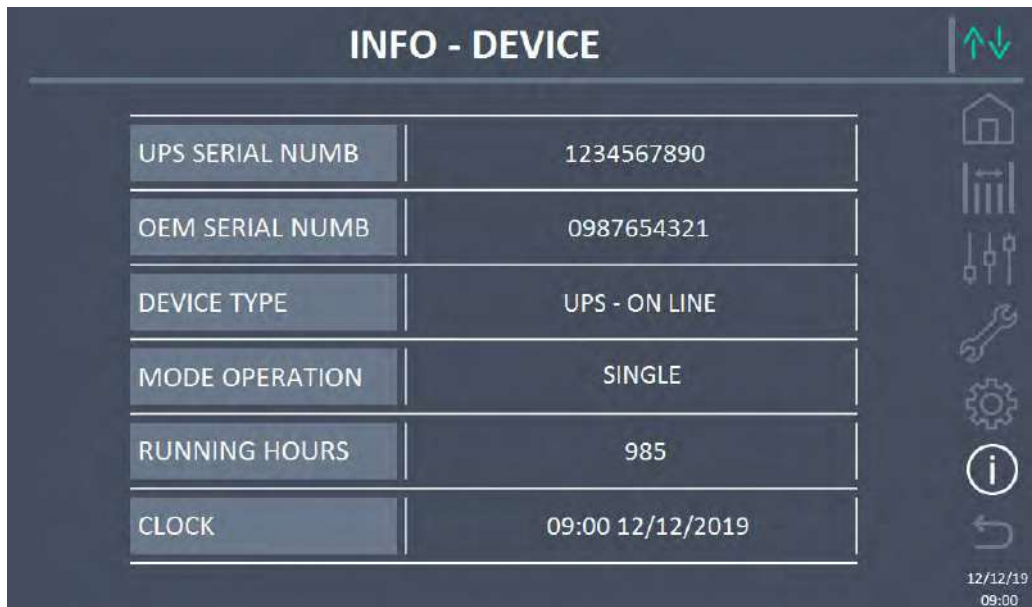 INFO - DEVICE
UPS SERIAL NUMB 1234567890
OEM SERIAL NUMB 0987654321
DEVICE TYPE UPS - ON LINE
MODE OPERATION SINGLE
RUNNING HOURS 985
CLOCK 09:00 12/12/2019
12/12/19
09:00